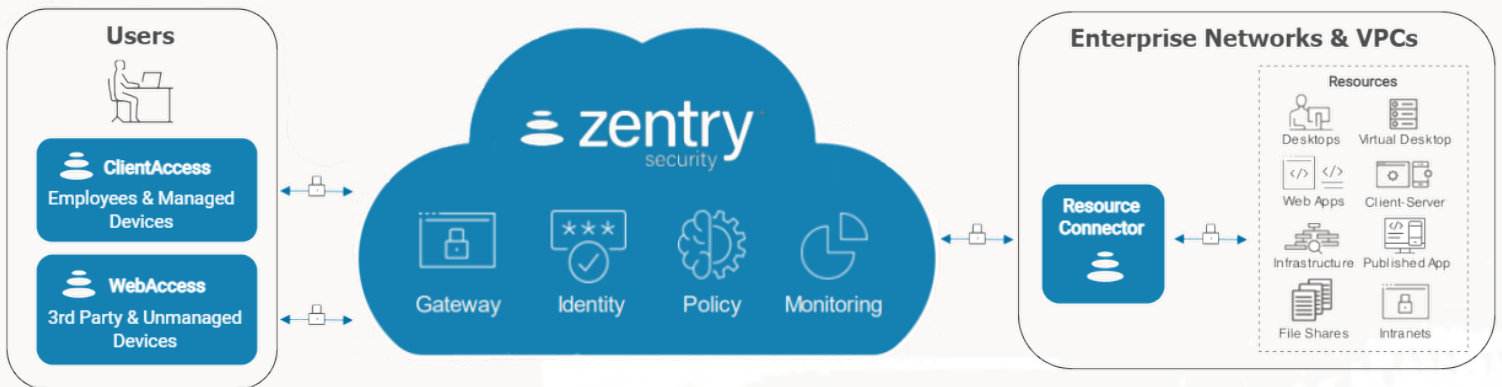 Users
ClientAccess
Employees & Managed
Devices
WebAccess
3rd Party & Unmanaged
Devices
zentry
security
***
Gateway
Identity
Policy
Monitoring
Enterprise Networks & VPCs
Resource
Connector
Resources
Desktops
Virtual Desktop
</>
</>
Web Apps
Client-Server
</>
Infrastructure
Published App
File Shares
Intranets